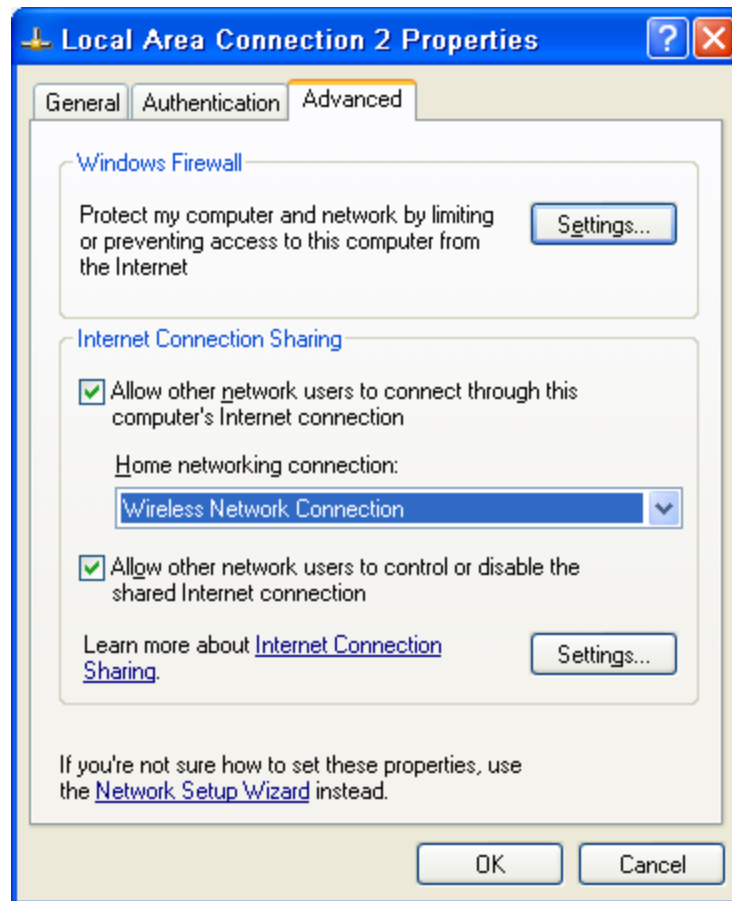 Local Area Connection 2 Properties
General Authentication Advanced
Windows Firewall
Protect my computer and network by limiting
or preventing access to this computer from
the Internet
Settings...
Internet Connection Sharing
Allow other network users to connect through this
computer's Internet connection
Home networking connection:
Wireless Network Connection
Allow other network users to control or disable the
shared Internet connection
Learn more about Internet Connection
Sharing.
Settings...
If you're not sure how to set these properties, use
the Network Setup Wizard instead.
OK Cancel